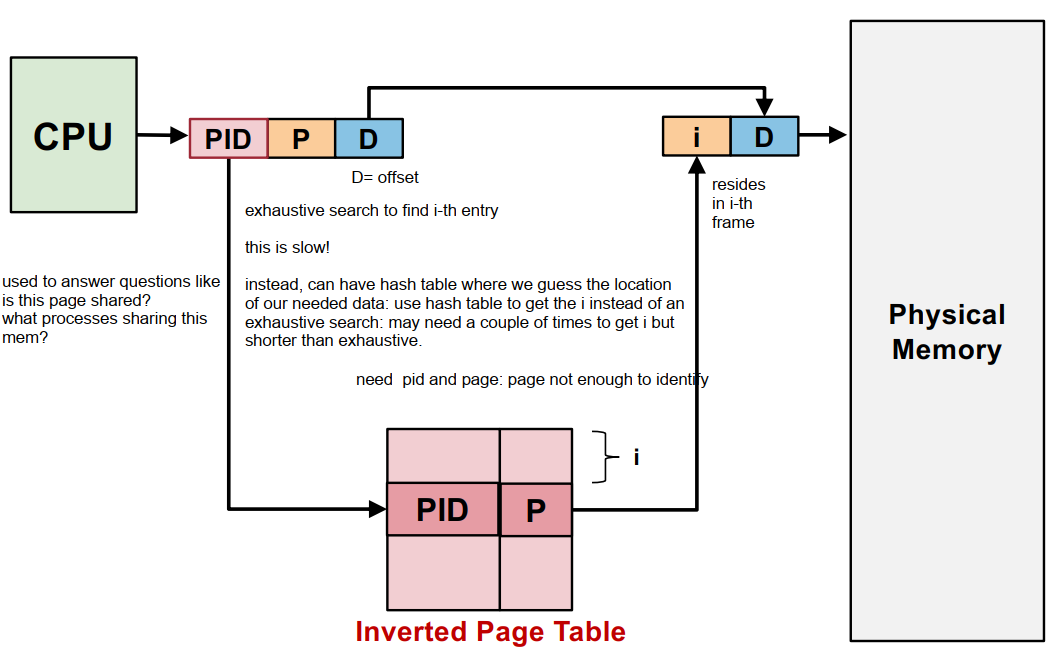 CPU
PID P D
i D
D= offset
resides
in i-th
frame
exhaustive search to find i-th entry
this is slow!
used to answer questions like
is this page shared?
what processes sharing this
mem?
instead, can have hash table where we guess the location
of our needed data: use hash table to get the i instead of an
exhaustive search: may need a couple of times to get i but
shorter than exhaustive.
need  pid and page: page not enough to identify
Physical
Memory
i
PID P
Inverted Page Table